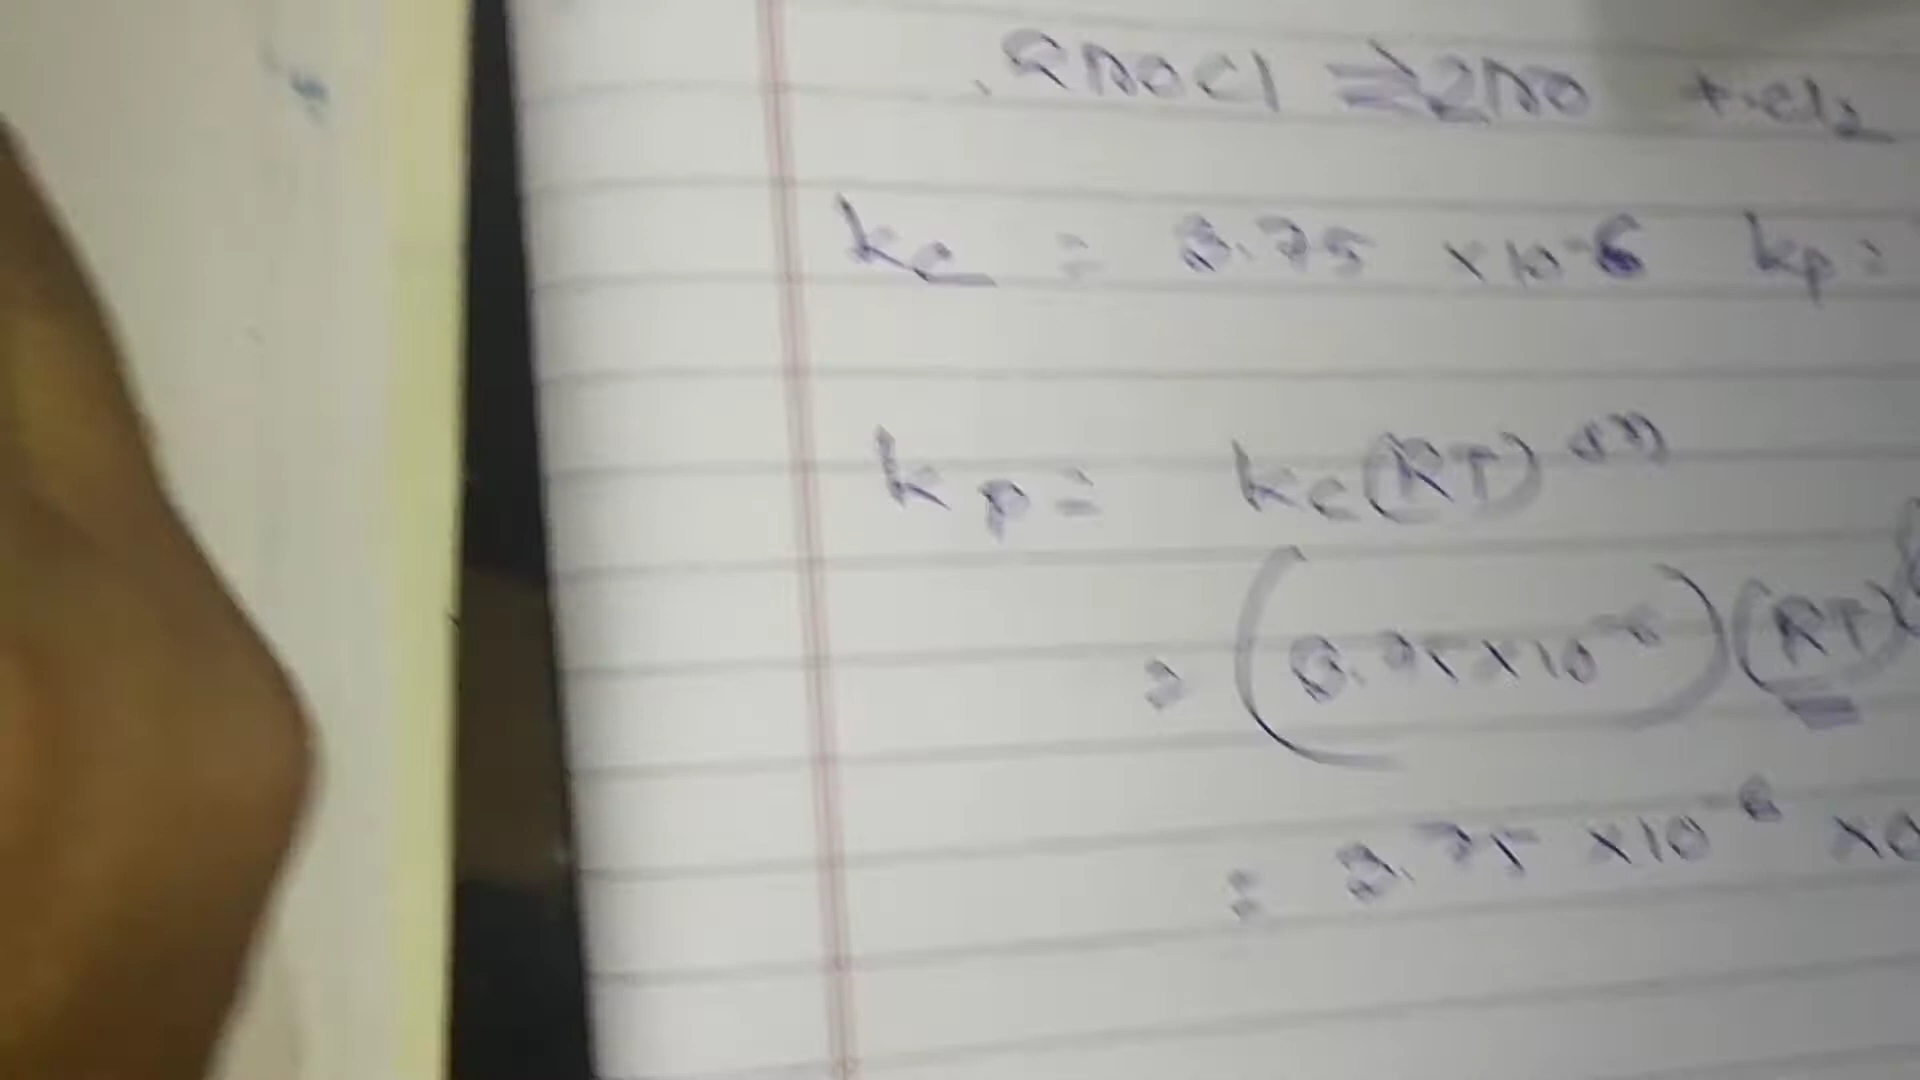 2NOCl ⇌ 2NO + Cl2
Kc = 3.75 × 10-6 Kp =
Kp = Kc(RT)Δn
= (3.75×10-6)(RT)
= 3.75 × 10-6 × 0